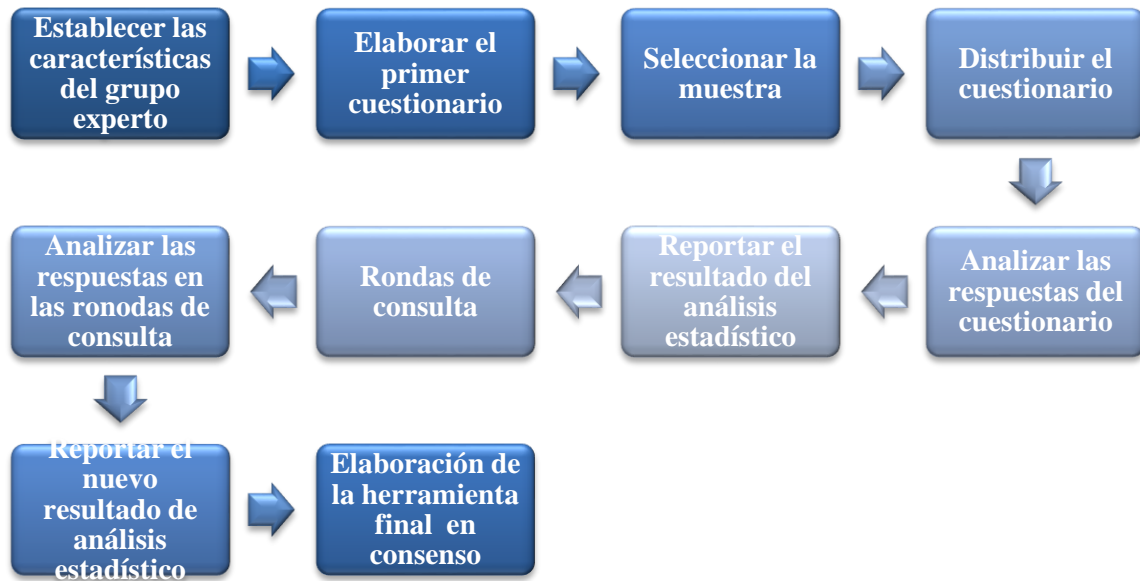 Establecer las
características
del grupo
experto
Elaborar el
primer
cuestionario
Seleccionar la
muestra
Distribuir el
cuestionario
Analizar las
respuestas del
cuestionario
Reportar el
resultado del
análisis
estadístico
Rondas de
consulta
Analizar las
respuestas en
las ronodas de
consulta
Reportar el
nuevo
resultado de
análisis
estadístico
Elaboración de
la herramienta
final en
consenso